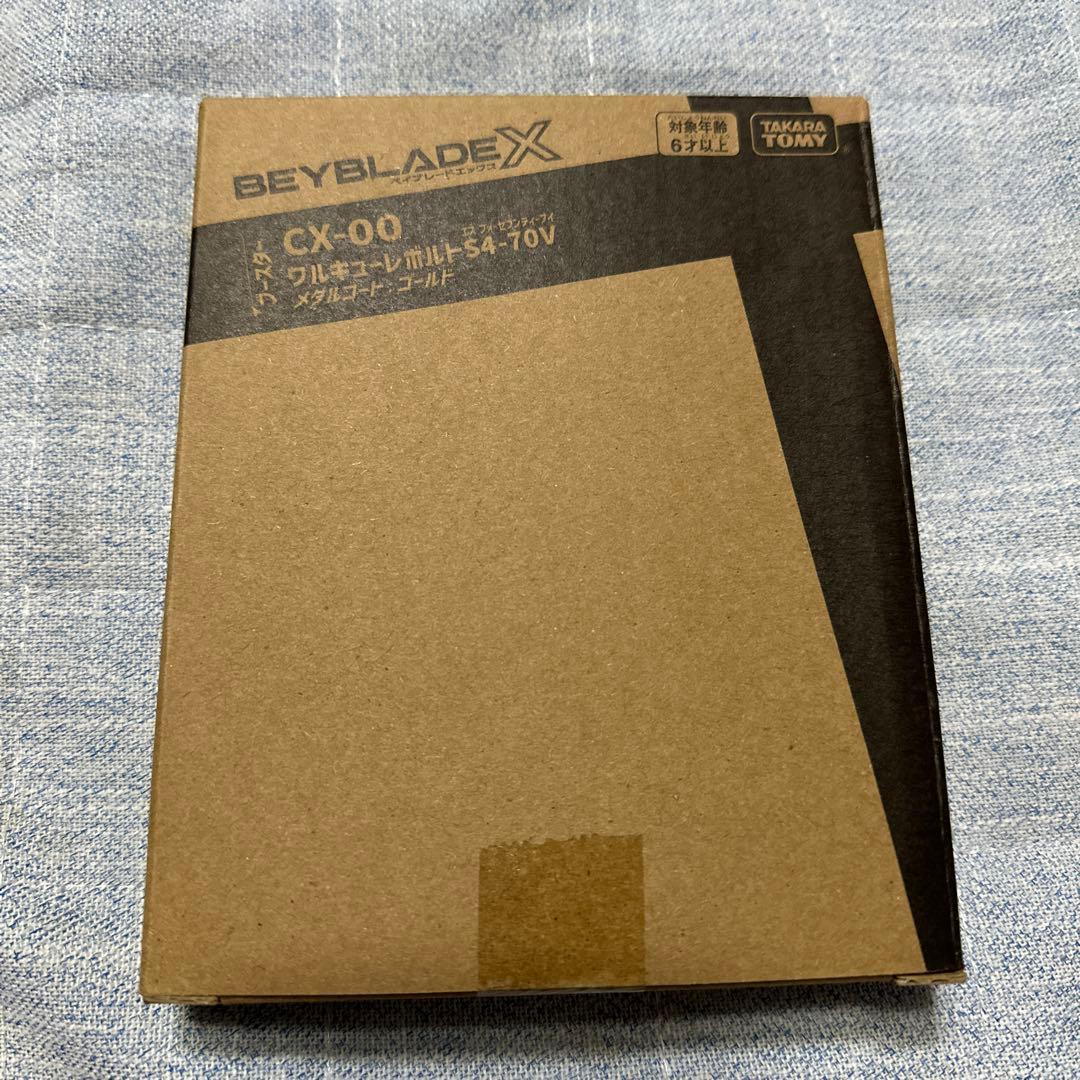 BEYBLADE X
ベイブレードエックス
対象年齢
6才以上
TAKARA
TOMY
ブースター
CX-00
エス フォーセブンティーブイ
ワルキューレボルトS4-70V
メタルコート：ゴールド